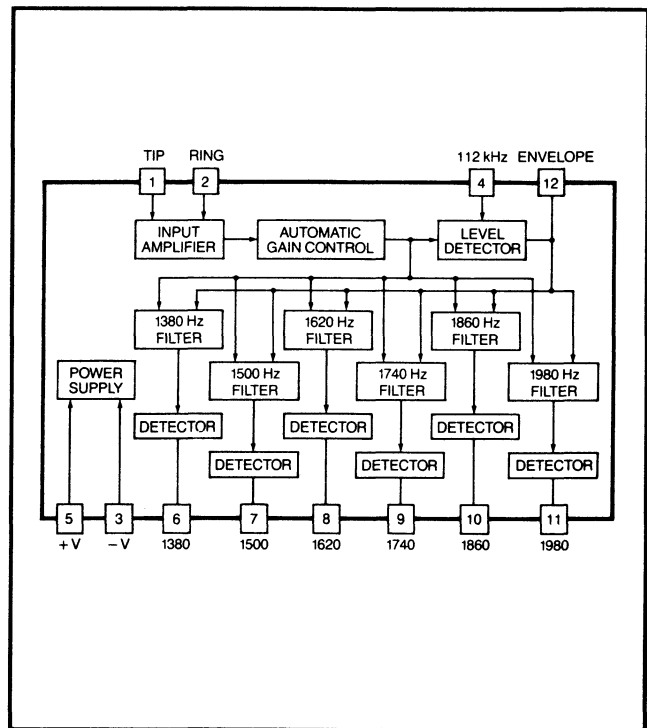 TIP RING 112 kHz ENVELOPE
1 2 4 12
INPUT AMPLIFIER
AUTOMATIC GAIN CONTROL
LEVEL DETECTOR
1380 Hz FILTER
1620 Hz FILTER
1860 Hz FILTER
POWER SUPPLY
1500 Hz FILTER
1740 Hz FILTER
1980 Hz FILTER
DETECTOR DETECTOR DETECTOR
DETECTOR DETECTOR DETECTOR
5 3 6 7 8 9 10 11
+ V – V 1380 1500 1620 1740 1860 1980